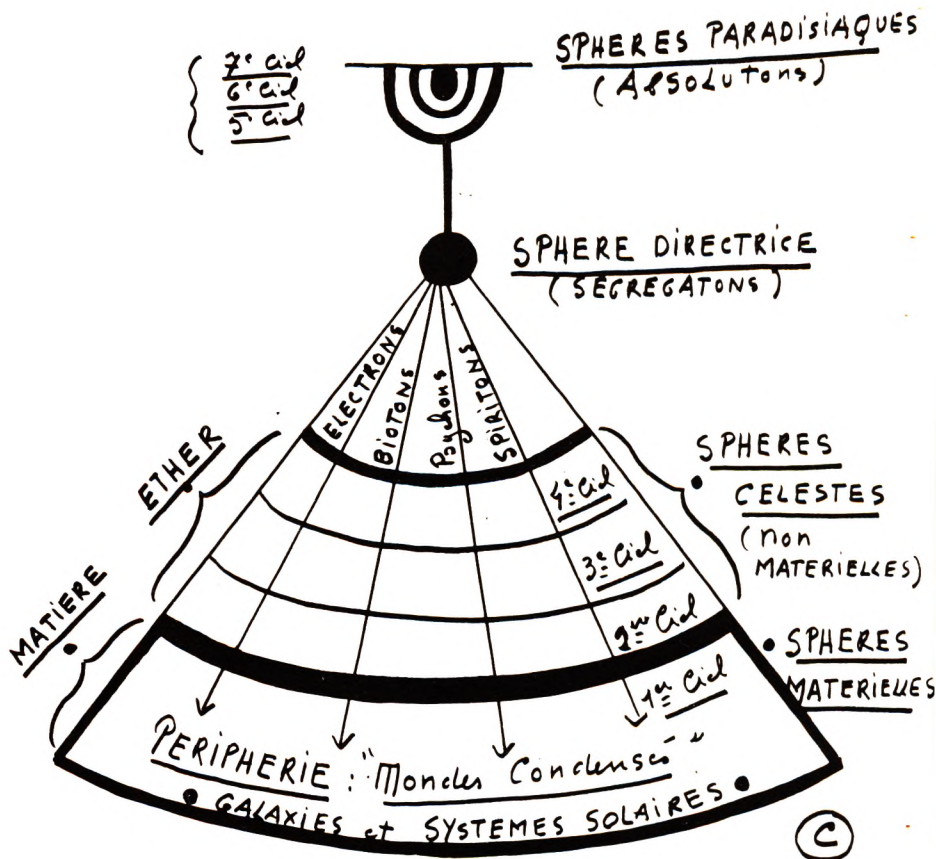 SPHERES PARADISIAQUES
(ABSOLUTONS)
7e Ciel
6e Ciel
5e Ciel
SPHERE DIRECTRICE
(SEGREGATONS)
ELECTRONS
BIOTONS
Psychons
SPIRITONS
ETHER
MATIERE
SPHERES
CELESTES
(non
MATERIELLES)
4e Ciel
3e Ciel
2me Ciel
1er Ciel
SPHERES
MATERIELLES
PERIPHERIE : "Mondes Condensés"
GALAXIES et SYSTEMES SOLAIRES
C